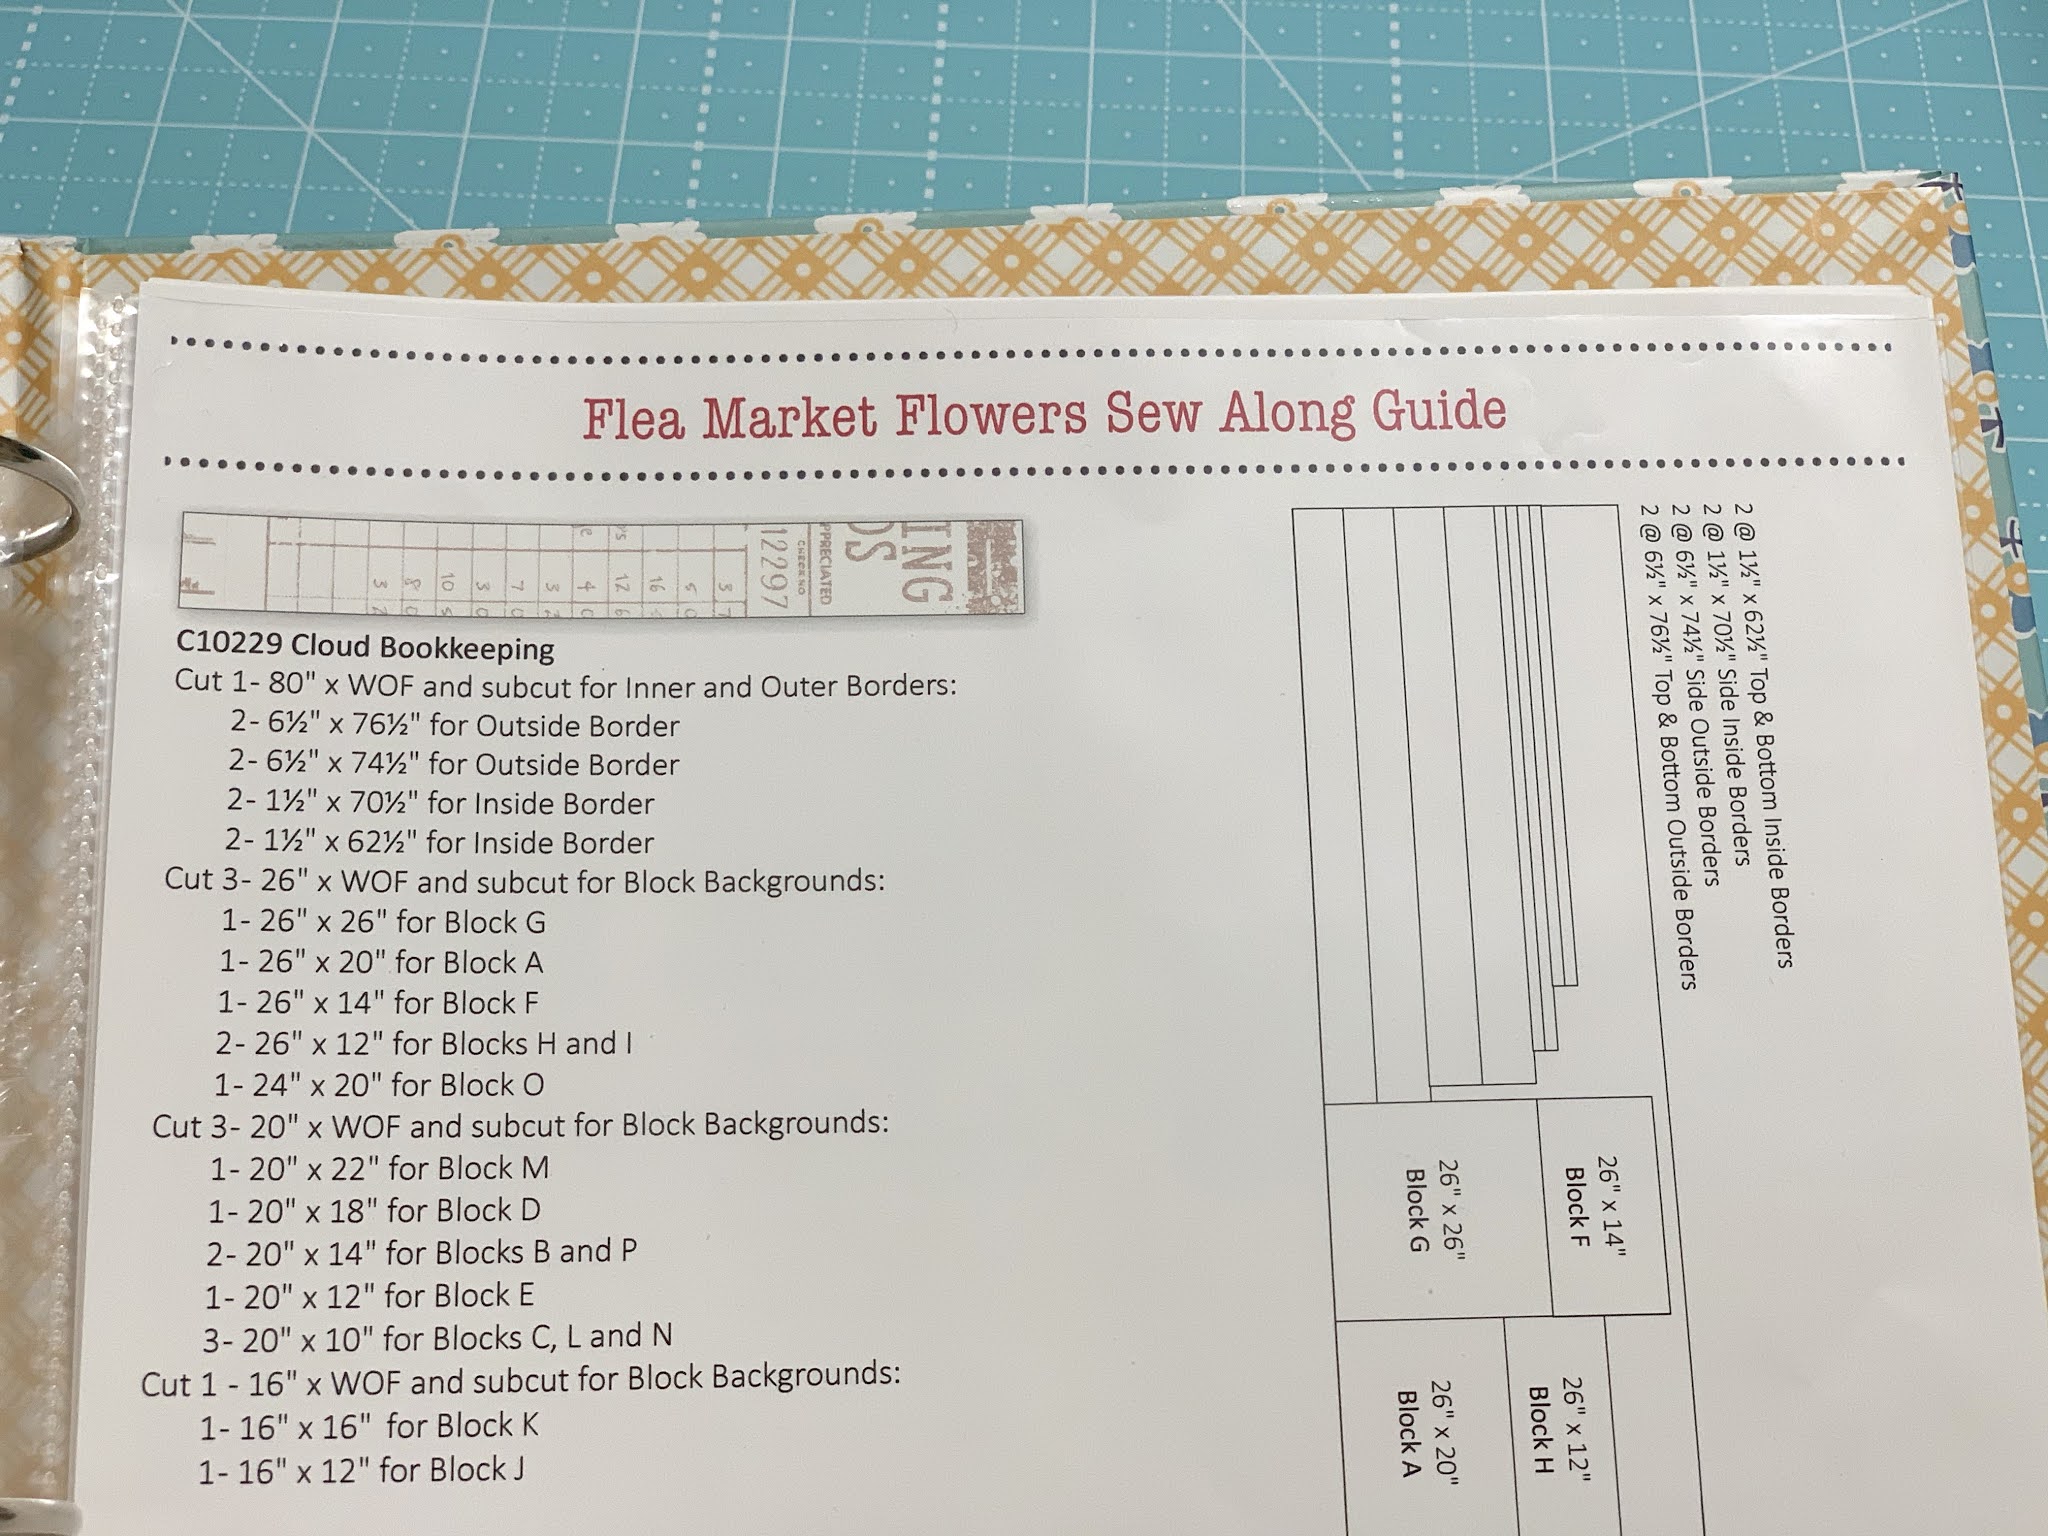 Flea Market Flowers Sew Along Guide
ING
OS
PPRECIATED
CHECK NO
12297
C10229 Cloud Bookkeeping
Cut 1- 80" x WOF and subcut for Inner and Outer Borders:
2- 6½" x 76½" for Outside Border
2- 6½" x 74½" for Outside Border
2- 1½" x 70½" for Inside Border
2- 1½" x 62½" for Inside Border
Cut 3- 26" x WOF and subcut for Block Backgrounds:
1- 26" x 26" for Block G
1- 26" x 20" for Block A
1- 26" x 14" for Block F
2- 26" x 12" for Blocks H and I
1- 24" x 20" for Block O
Cut 3- 20" x WOF and subcut for Block Backgrounds:
1- 20" x 22" for Block M
1- 20" x 18" for Block D
2- 20" x 14" for Blocks B and P
1- 20" x 12" for Block E
3- 20" x 10" for Blocks C, L and N
Cut 1 - 16" x WOF and subcut for Block Backgrounds:
1- 16" x 16" for Block K
1- 16" x 12" for Block J
2 @ 1½" x 62½" Top & Bottom Inside Borders
2 @ 1½" x 70½" Side Inside Borders
2 @ 6½" x 74½" Side Outside Borders
2 @ 6½" x 76½" Top & Bottom Outside Borders
26" x 14"
Block F
26" x 26"
Block G
26" x 12"
Block H
26" x 20"
Block A